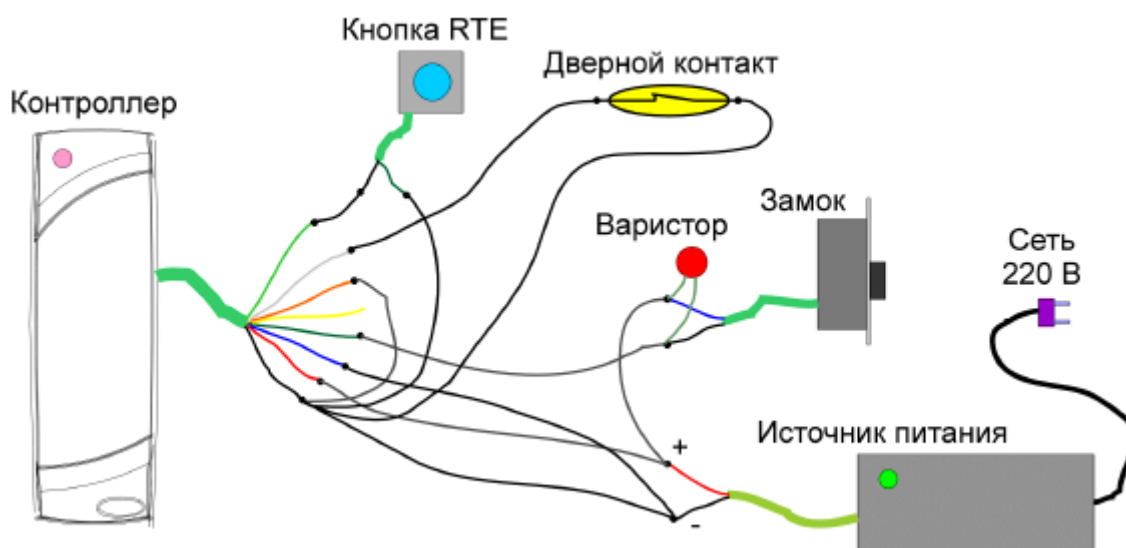 Кнопка RTE
Дверной контакт
Контроллер
Замок
Варистор
Сеть
220 В
Источник питания
+
-